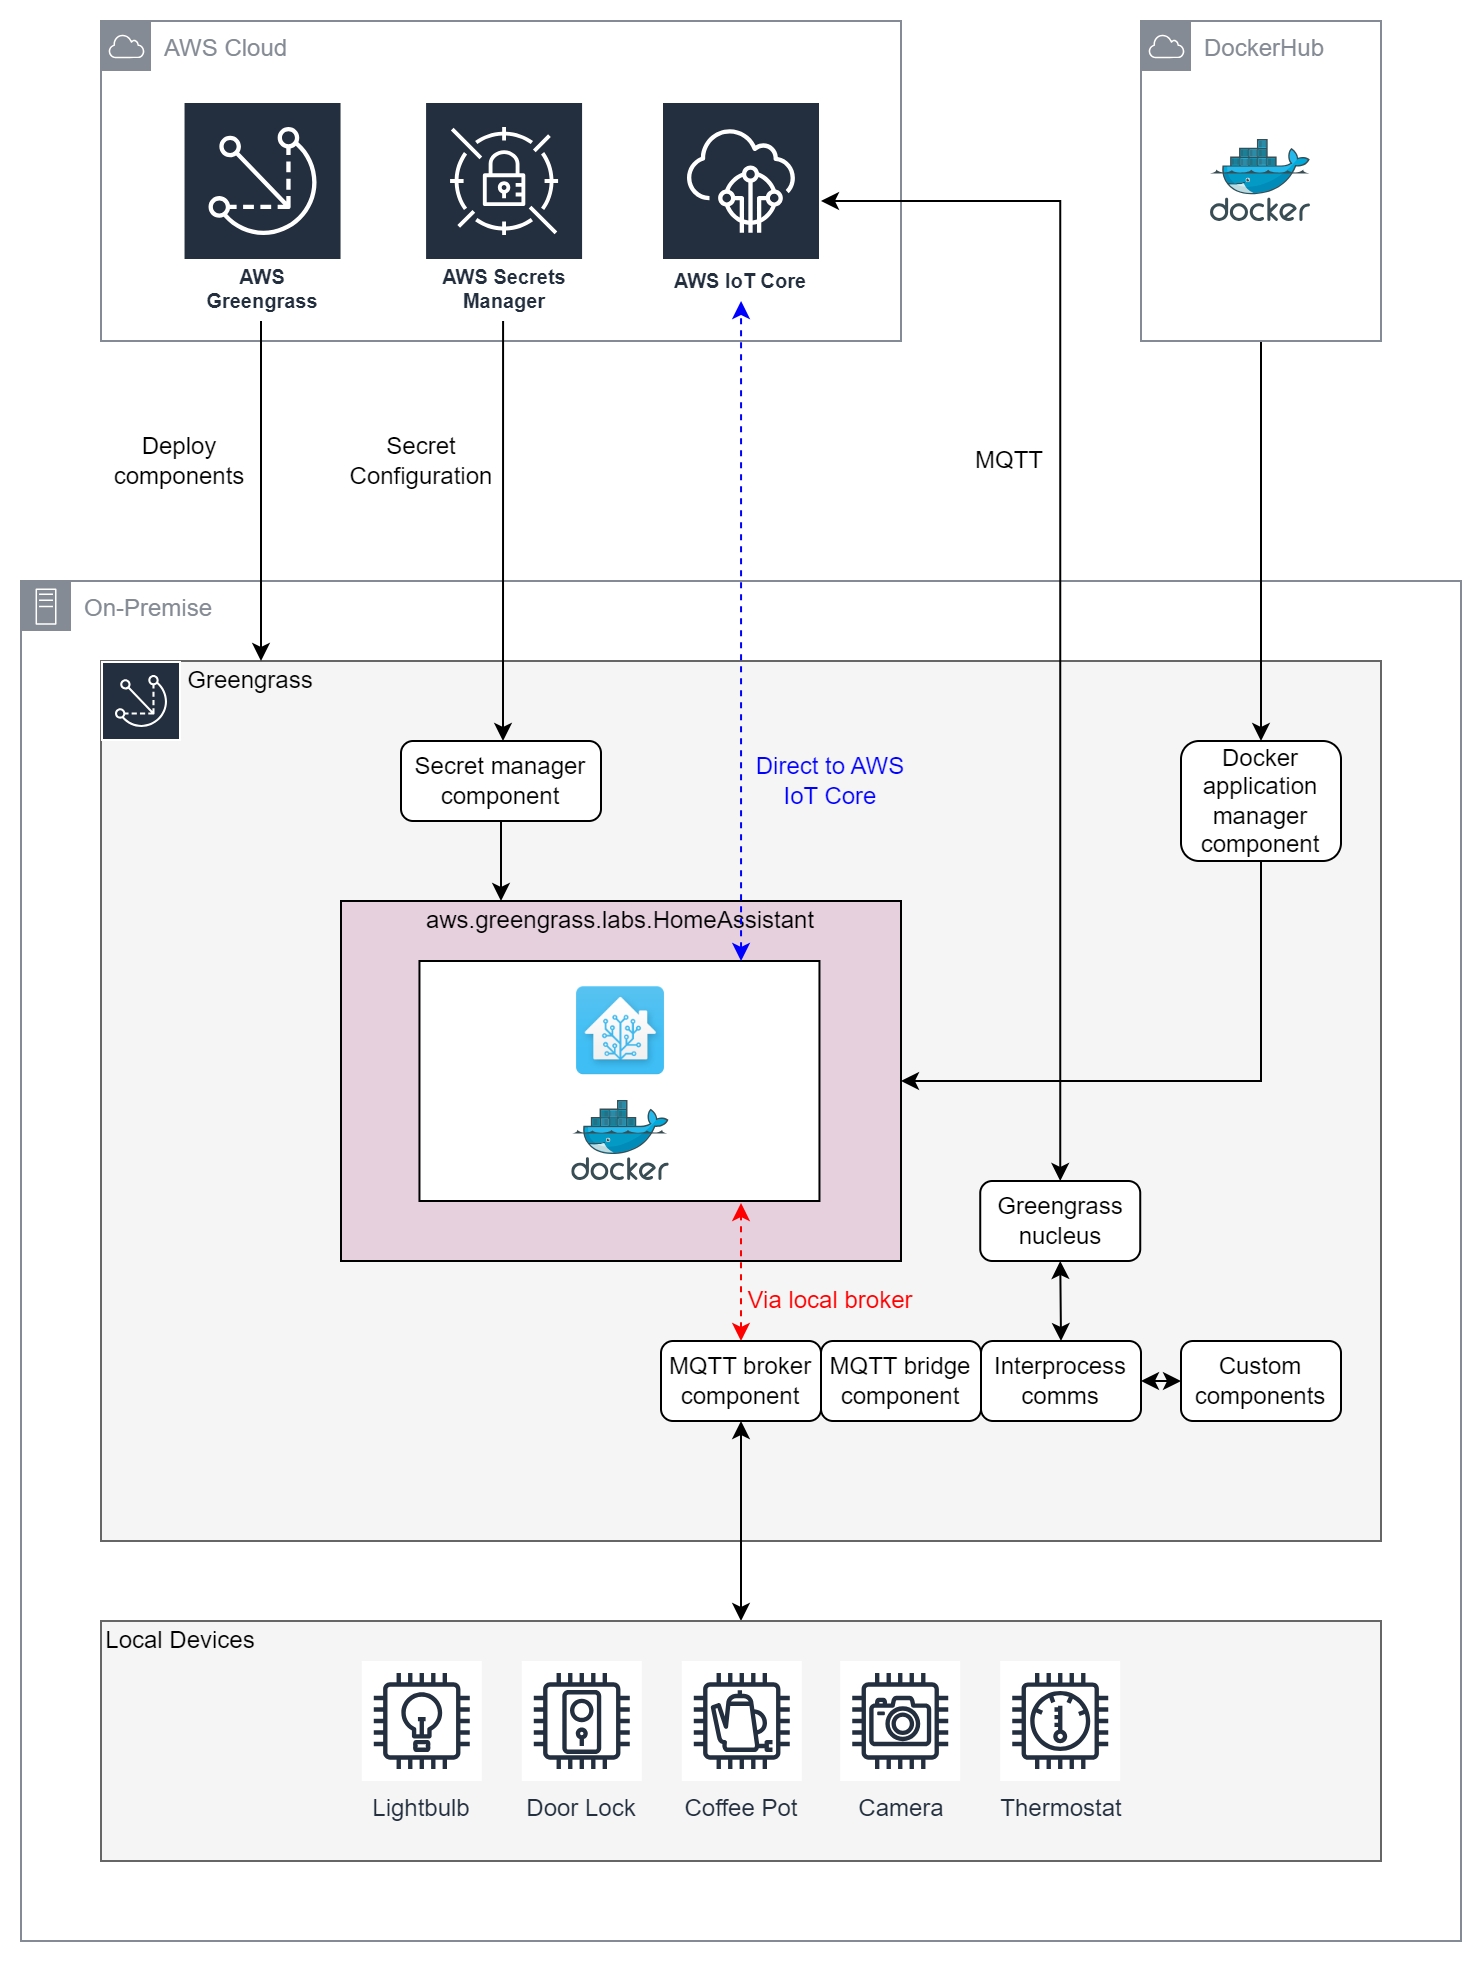 AWS Cloud
DockerHub
docker
AWS
Greengrass
AWS Secrets
Manager
AWS IoT Core
Deploy
components
Secret
Configuration
MQTT
On-Premise
Greengrass
Secret manager
component
Direct to AWS
IoT Core
Docker
application
manager
component
aws.greengrass.labs.HomeAssistant
docker
Greengrass
nucleus
Via local broker
MQTT broker
component
MQTT bridge
component
Interprocess
comms
Custom
components
Local Devices
Lightbulb
Door Lock
Coffee Pot
Camera
Thermostat